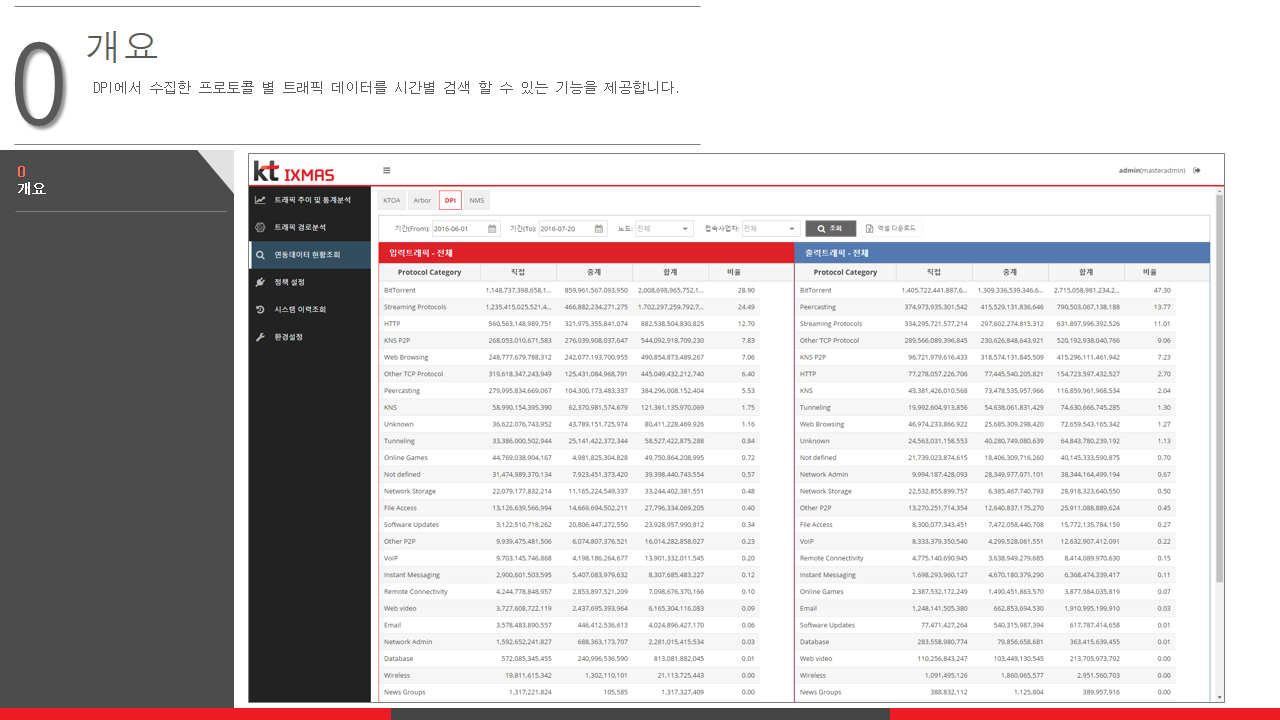 0
개요
DPI에서 수집한 프로토콜 별 트래픽 데이터를 시간별 검색 할 수 있는 기능을 제공합니다.
0
개요
kt IXMAS
admin(masteradmin)
트래픽 추이 및 통계분석
트래픽 경로분석
연동데이터 현황조회
정책 설정
시스템 이력조회
환경설정
KTOA Arbor DPI NMS
기간(From): 2016-06-01 기간(To): 2016-07-20 노드: 전체 접속사업자: 전체 조회 엑셀 다운로드
입력트래픽 - 전체
Protocol Category 직접 중계 합계 비율
BitTorrent 1,148,737,398,658,1... 859,961,567,093,950 2,008,698,965,752,1... 28.90
Streaming Protocols 1,235,415,025,521,4... 466,882,234,271,275 1,702,297,259,792,7... 24.49
HTTP 560,563,148,989,751 321,975,355,841,074 882,538,504,830,825 12.70
KNS P2P 268,053,010,671,583 276,039,908,037,647 544,092,918,709,230 7.83
Web Browsing 248,777,679,788,312 242,077,193,700,955 490,854,873,489,267 7.06
Other TCP Protocol 319,618,347,243,949 125,431,084,968,791 445,049,432,212,740 6.40
Peercasting 279,995,834,669,067 104,300,173,483,337 384,296,008,152,404 5.53
KNS 58,990,154,395,390 62,370,981,574,679 121,361,135,970,069 1.75
Unknown 36,622,076,743,952 43,789,151,725,974 80,411,228,469,926 1.16
Tunneling 33,386,000,502,944 25,141,422,372,344 58,527,422,875,288 0.84
Online Games 44,769,038,904,167 4,981,825,304,828 49,750,864,208,995 0.72
Not defined 31,474,989,370,134 7,923,451,373,420 39,398,440,743,554 0.57
Network Storage 22,079,177,832,214 11,165,224,549,337 33,244,402,381,551 0.48
File Access 13,126,639,566,994 14,669,694,502,211 27,796,334,069,205 0.40
Software Updates 3,122,510,718,262 20,806,447,272,550 23,928,957,990,812 0.34
Other P2P 9,939,475,481,506 6,074,807,376,521 16,014,282,858,027 0.23
VoIP 9,703,145,746,868 4,198,186,264,677 13,901,332,011,545 0.20
Instant Messaging 2,900,601,503,595 5,407,083,979,632 8,307,685,483,227 0.12
Remote Connectivity 4,244,778,848,957 2,853,897,521,209 7,098,676,370,166 0.10
Web video 3,727,608,722,119 2,437,695,393,964 6,165,304,116,083 0.09
Email 3,578,483,890,557 446,412,536,613 4,024,896,427,170 0.06
Network Admin 1,592,652,241,827 688,363,173,707 2,281,015,415,534 0.03
Database 572,085,345,455 240,996,536,590 813,081,882,045 0.01
Wireless 19,811,615,342 1,302,110,101 21,113,725,443 0.00
News Groups 1,317,221,824 105,585 1,317,327,409 0.00
출력트래픽 - 전체
Protocol Category 직접 중계 합계 비율
BitTorrent 1,405,722,441,887,6... 1,309,336,539,346,6... 2,715,058,981,234,2... 47.30
Peercasting 374,973,935,301,542 415,529,131,836,646 790,503,067,138,188 13.77
Streaming Protocols 334,295,721,577,214 297,602,274,815,312 631,897,996,392,526 11.01
Other TCP Protocol 289,566,089,396,845 230,626,848,643,921 520,192,938,040,766 9.06
KNS P2P 96,721,979,616,433 318,574,131,845,509 415,296,111,461,942 7.23
HTTP 77,278,057,226,706 77,445,540,205,821 154,723,597,432,527 2.70
KNS 43,381,426,010,568 73,478,535,957,966 116,859,961,968,534 2.04
Tunneling 19,992,604,913,856 54,638,061,831,429 74,630,666,745,285 1.30
Web Browsing 46,974,233,866,922 25,685,309,298,420 72,659,543,165,342 1.27
Unknown 24,563,031,158,553 40,280,749,080,639 64,843,780,239,192 1.13
Not defined 21,739,023,874,615 18,406,309,716,260 40,145,333,590,875 0.70
Network Admin 9,994,187,428,093 28,349,977,071,101 38,344,164,499,194 0.67
Network Storage 22,532,855,899,757 6,385,467,740,793 28,918,323,640,550 0.50
Other P2P 13,270,251,714,354 12,640,837,175,270 25,911,088,889,624 0.45
File Access 8,300,077,343,451 7,472,058,440,708 15,772,135,784,159 0.27
VoIP 8,333,379,350,540 4,299,528,061,551 12,632,907,412,091 0.22
Remote Connectivity 4,775,140,690,945 3,638,949,279,685 8,414,089,970,630 0.15
Instant Messaging 1,698,293,960,127 4,670,180,379,290 6,368,474,339,417 0.11
Online Games 2,387,532,172,249 1,490,451,863,570 3,877,984,035,819 0.07
Email 1,248,141,505,380 662,853,694,530 1,910,995,199,910 0.03
Software Updates 77,471,427,264 540,315,987,394 617,787,414,658 0.01
Database 283,558,980,774 79,856,658,681 363,415,639,455 0.01
Web video 110,256,843,247 103,449,130,545 213,705,973,792 0.00
Wireless 1,091,495,126 1,860,065,577 2,951,560,703 0.00
News Groups 388,832,112 1,125,804 389,957,916 0.00